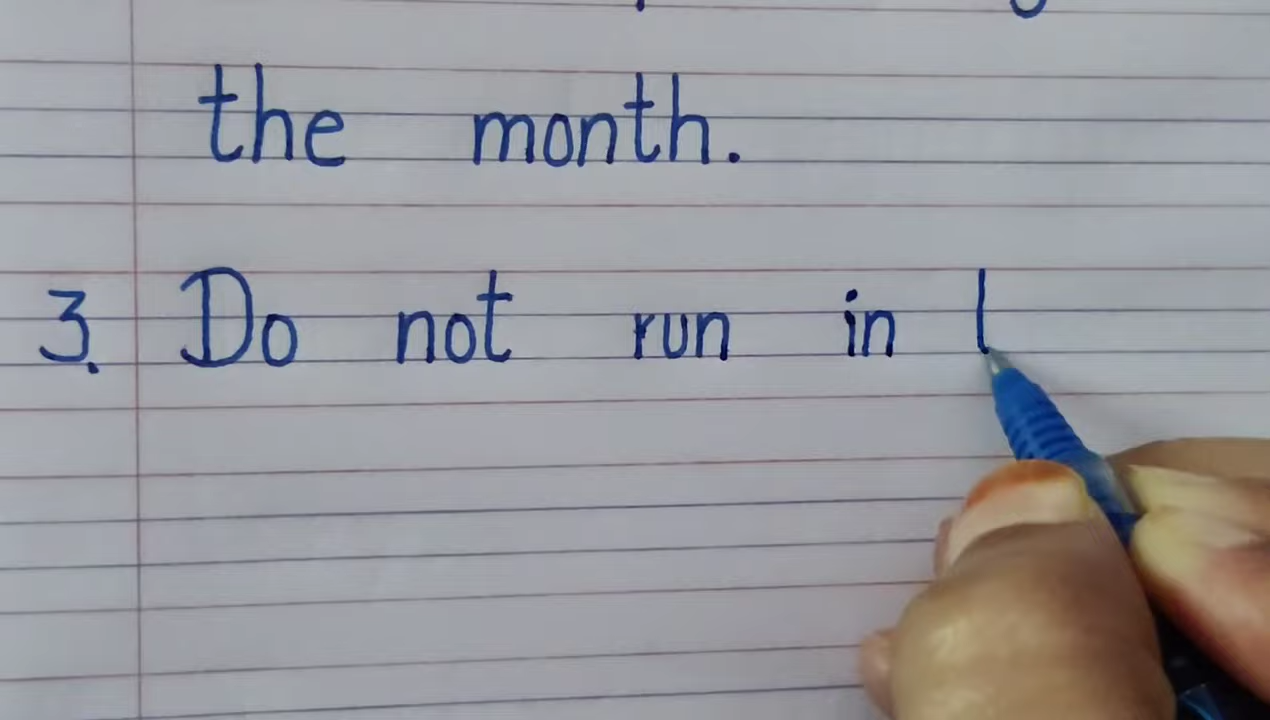 the month.
3. Do not run in l